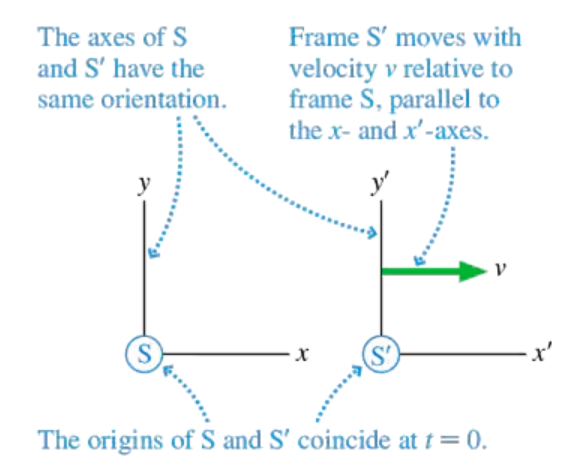 The axes of S
and S′ have the
same orientation.
Frame S′ moves with
velocity v relative to
frame S, parallel to
the x- and x′-axes.
y
y′
v
S
x
S′
x′
The origins of S and S′ coincide at t = 0.